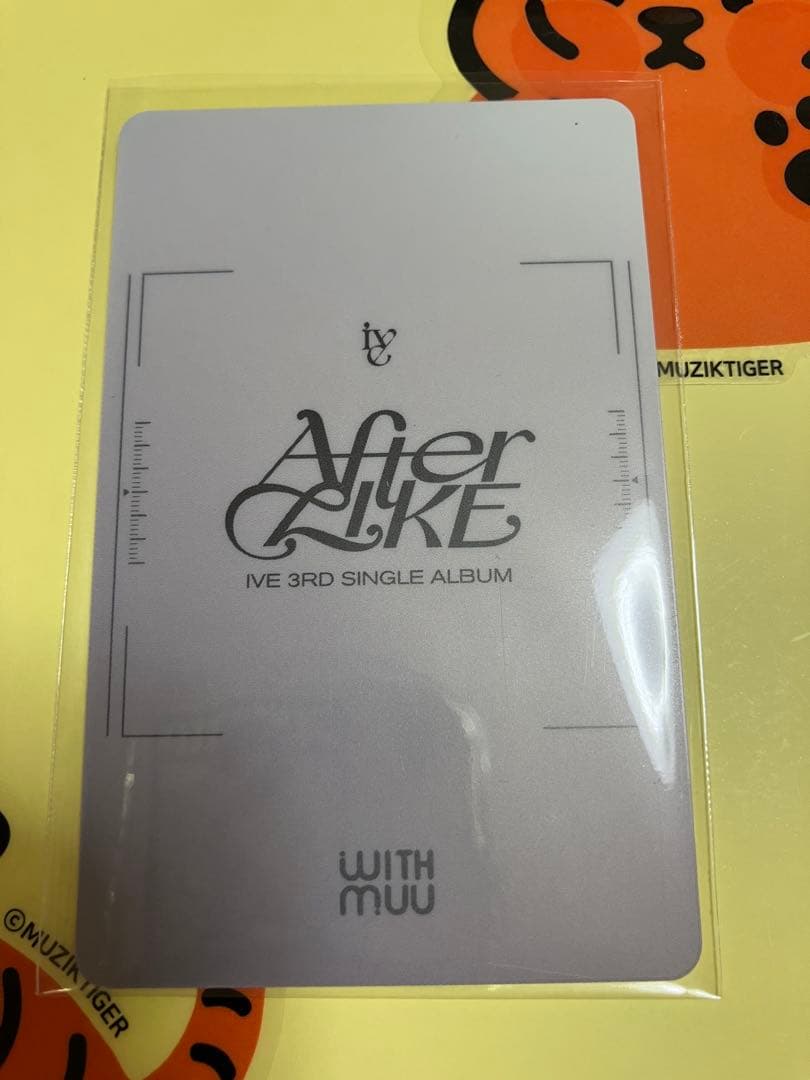 ive
After
LIKE
IVE 3RD SINGLE ALBUM
WITH
MUU
MUZIKTIGER
©MUZIKTIGER